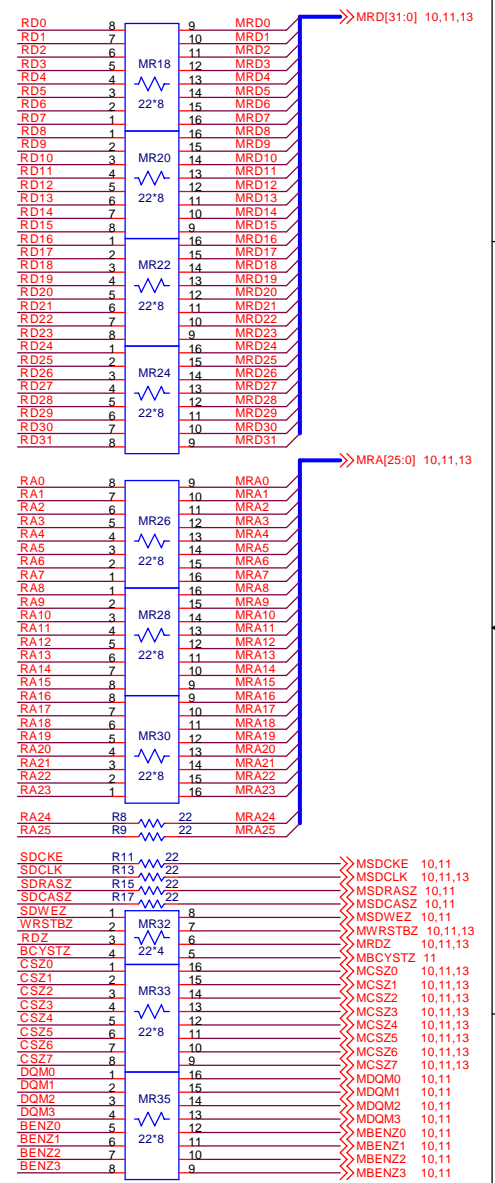 MRD[31:0] 10,11,13
RD0 8 9 MRD0
RD1 7 10 MRD1
RD2 6 11 MRD2
RD3 5 12 MRD3
MR18
RD4 4 13 MRD4
RD5 3 14 MRD5
RD6 2 15 MRD6
22*8
RD7 1 16 MRD7
RD8 1 16 MRD8
RD9 2 15 MRD9
RD10 3 14 MRD10
RD11 4 13 MRD11
MR20
RD12 5 12 MRD12
RD13 6 11 MRD13
RD14 7 10 MRD14
22*8
RD15 8 9 MRD15
RD16 1 16 MRD16
RD17 2 15 MRD17
RD18 3 14 MRD18
RD19 4 13 MRD19
MR22
RD20 5 12 MRD20
RD21 6 11 MRD21
RD22 7 10 MRD22
22*8
RD23 8 9 MRD23
RD24 1 16 MRD24
RD25 2 15 MRD25
RD26 3 14 MRD26
RD27 4 13 MRD27
MR24
RD28 5 12 MRD28
RD29 6 11 MRD29
RD30 7 10 MRD30
22*8
RD31 8 9 MRD31
MRA[25:0] 10,11,13
RA0 8 9 MRA0
RA1 7 10 MRA1
RA2 6 11 MRA2
RA3 5 12 MRA3
MR26
RA4 4 13 MRA4
RA5 3 14 MRA5
RA6 2 15 MRA6
22*8
RA7 1 16 MRA7
RA8 1 16 MRA8
RA9 2 15 MRA9
RA10 3 14 MRA10
RA11 4 13 MRA11
MR28
RA12 5 12 MRA12
RA13 6 11 MRA13
RA14 7 10 MRA14
22*8
RA15 8 9 MRA15
RA16 8 9 MRA16
RA17 7 10 MRA17
RA18 6 11 MRA18
RA19 5 12 MRA19
MR30
RA20 4 13 MRA20
RA21 3 14 MRA21
RA22 2 15 MRA22
22*8
RA23 1 16 MRA23
RA24 R8 22 MRA24
RA25 R9 22 MRA25
SDCKE R11 22 MSDCKE 10,11
SDCLK R13 22 MSDCLK 10,11,13
SDRASZ R15 22 MSDRASZ 10,11
SDCASZ R17 22 MSDCASZ 10,11
SDWEZ 1 8 MSDWEZ 10,11
WRSTBZ 2 MR32 7 MWRSTBZ 10,11,13
RDZ 3 6 MRDZ 10,11,13
BCYSTZ 4 22*4 5 MBCYSTZ 11
CSZ0 1 16 MCSZ0 10,11,13
CSZ1 2 15 MCSZ1 10,11,13
CSZ2 3 14 MCSZ2 10,11,13
CSZ3 4 13 MCSZ3 10,11,13
MR33
CSZ4 5 12 MCSZ4 10,11,13
CSZ5 6 11 MCSZ5 10,11,13
CSZ6 7 10 MCSZ6 10,11,13
22*8
CSZ7 8 9 MCSZ7 10,11,13
DQM0 1 16 MDQM0 10,11
DQM1 2 15 MDQM1 10,11
DQM2 3 14 MDQM2 10,11
DQM3 4 13 MDQM3 10,11
MR35
BENZ0 5 12 MBENZ0 10,11
BENZ1 6 11 MBENZ1 10,11
BENZ2 7 10 MBENZ2 10,11
22*8
BENZ3 8 9 MBENZ3 10,11